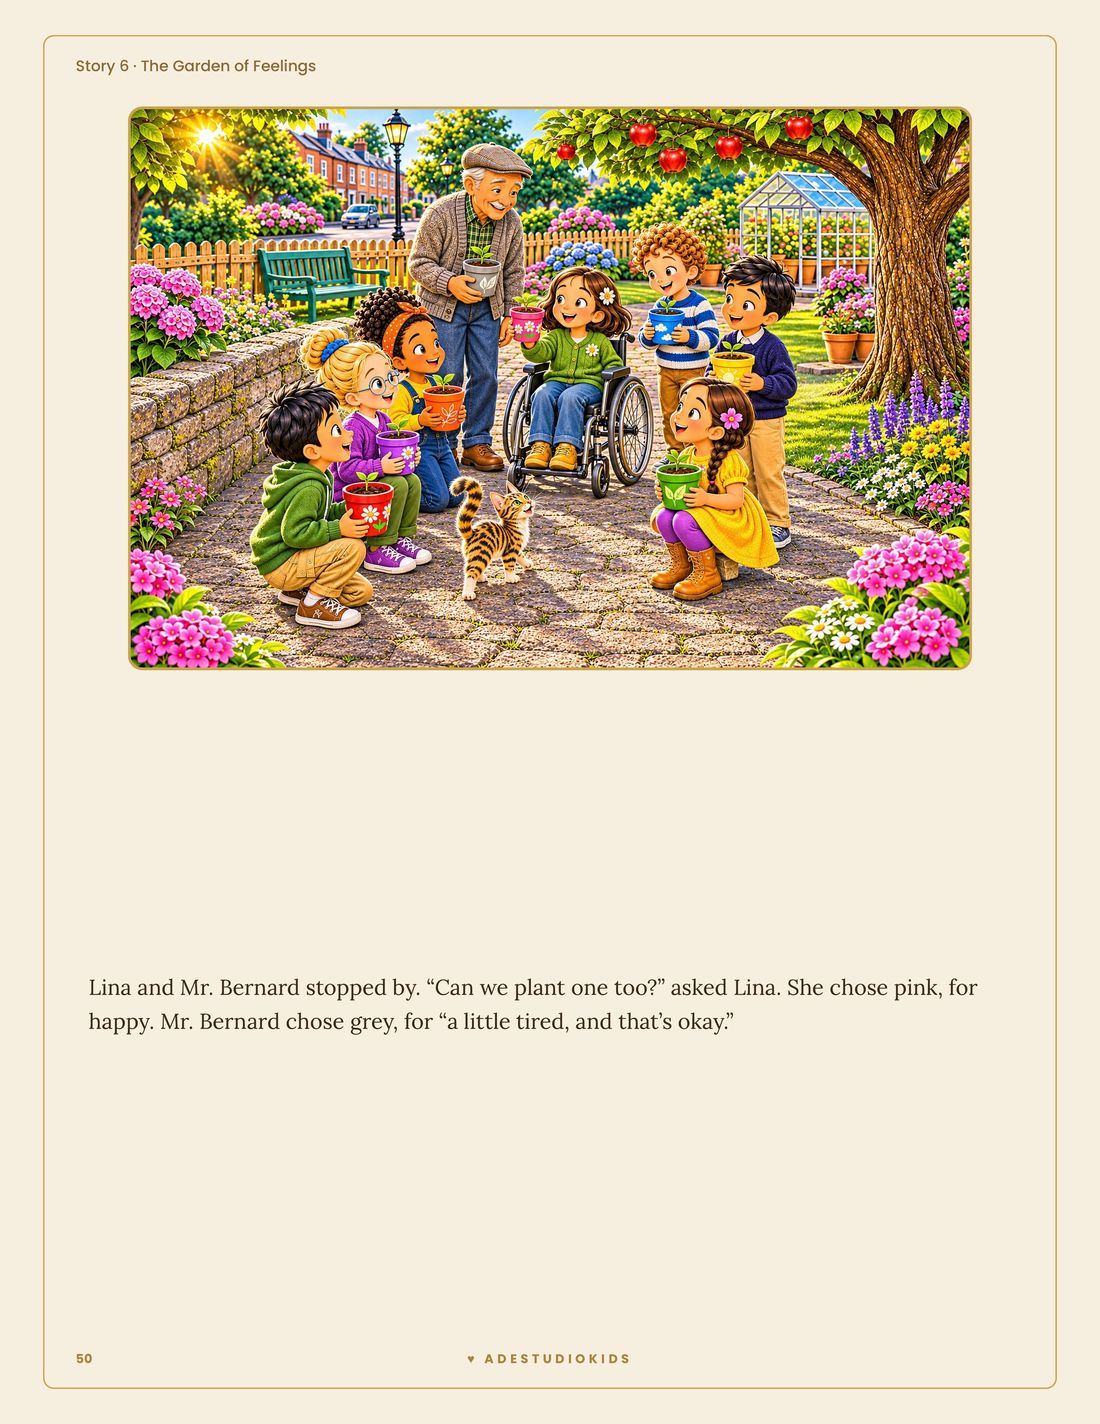 Story 6 · The Garden of Feelings
Lina and Mr. Bernard stopped by. “Can we plant one too?” asked Lina. She chose pink, for
happy. Mr. Bernard chose grey, for “a little tired, and that’s okay.”
50
♥ ADESTUDIOKIDS